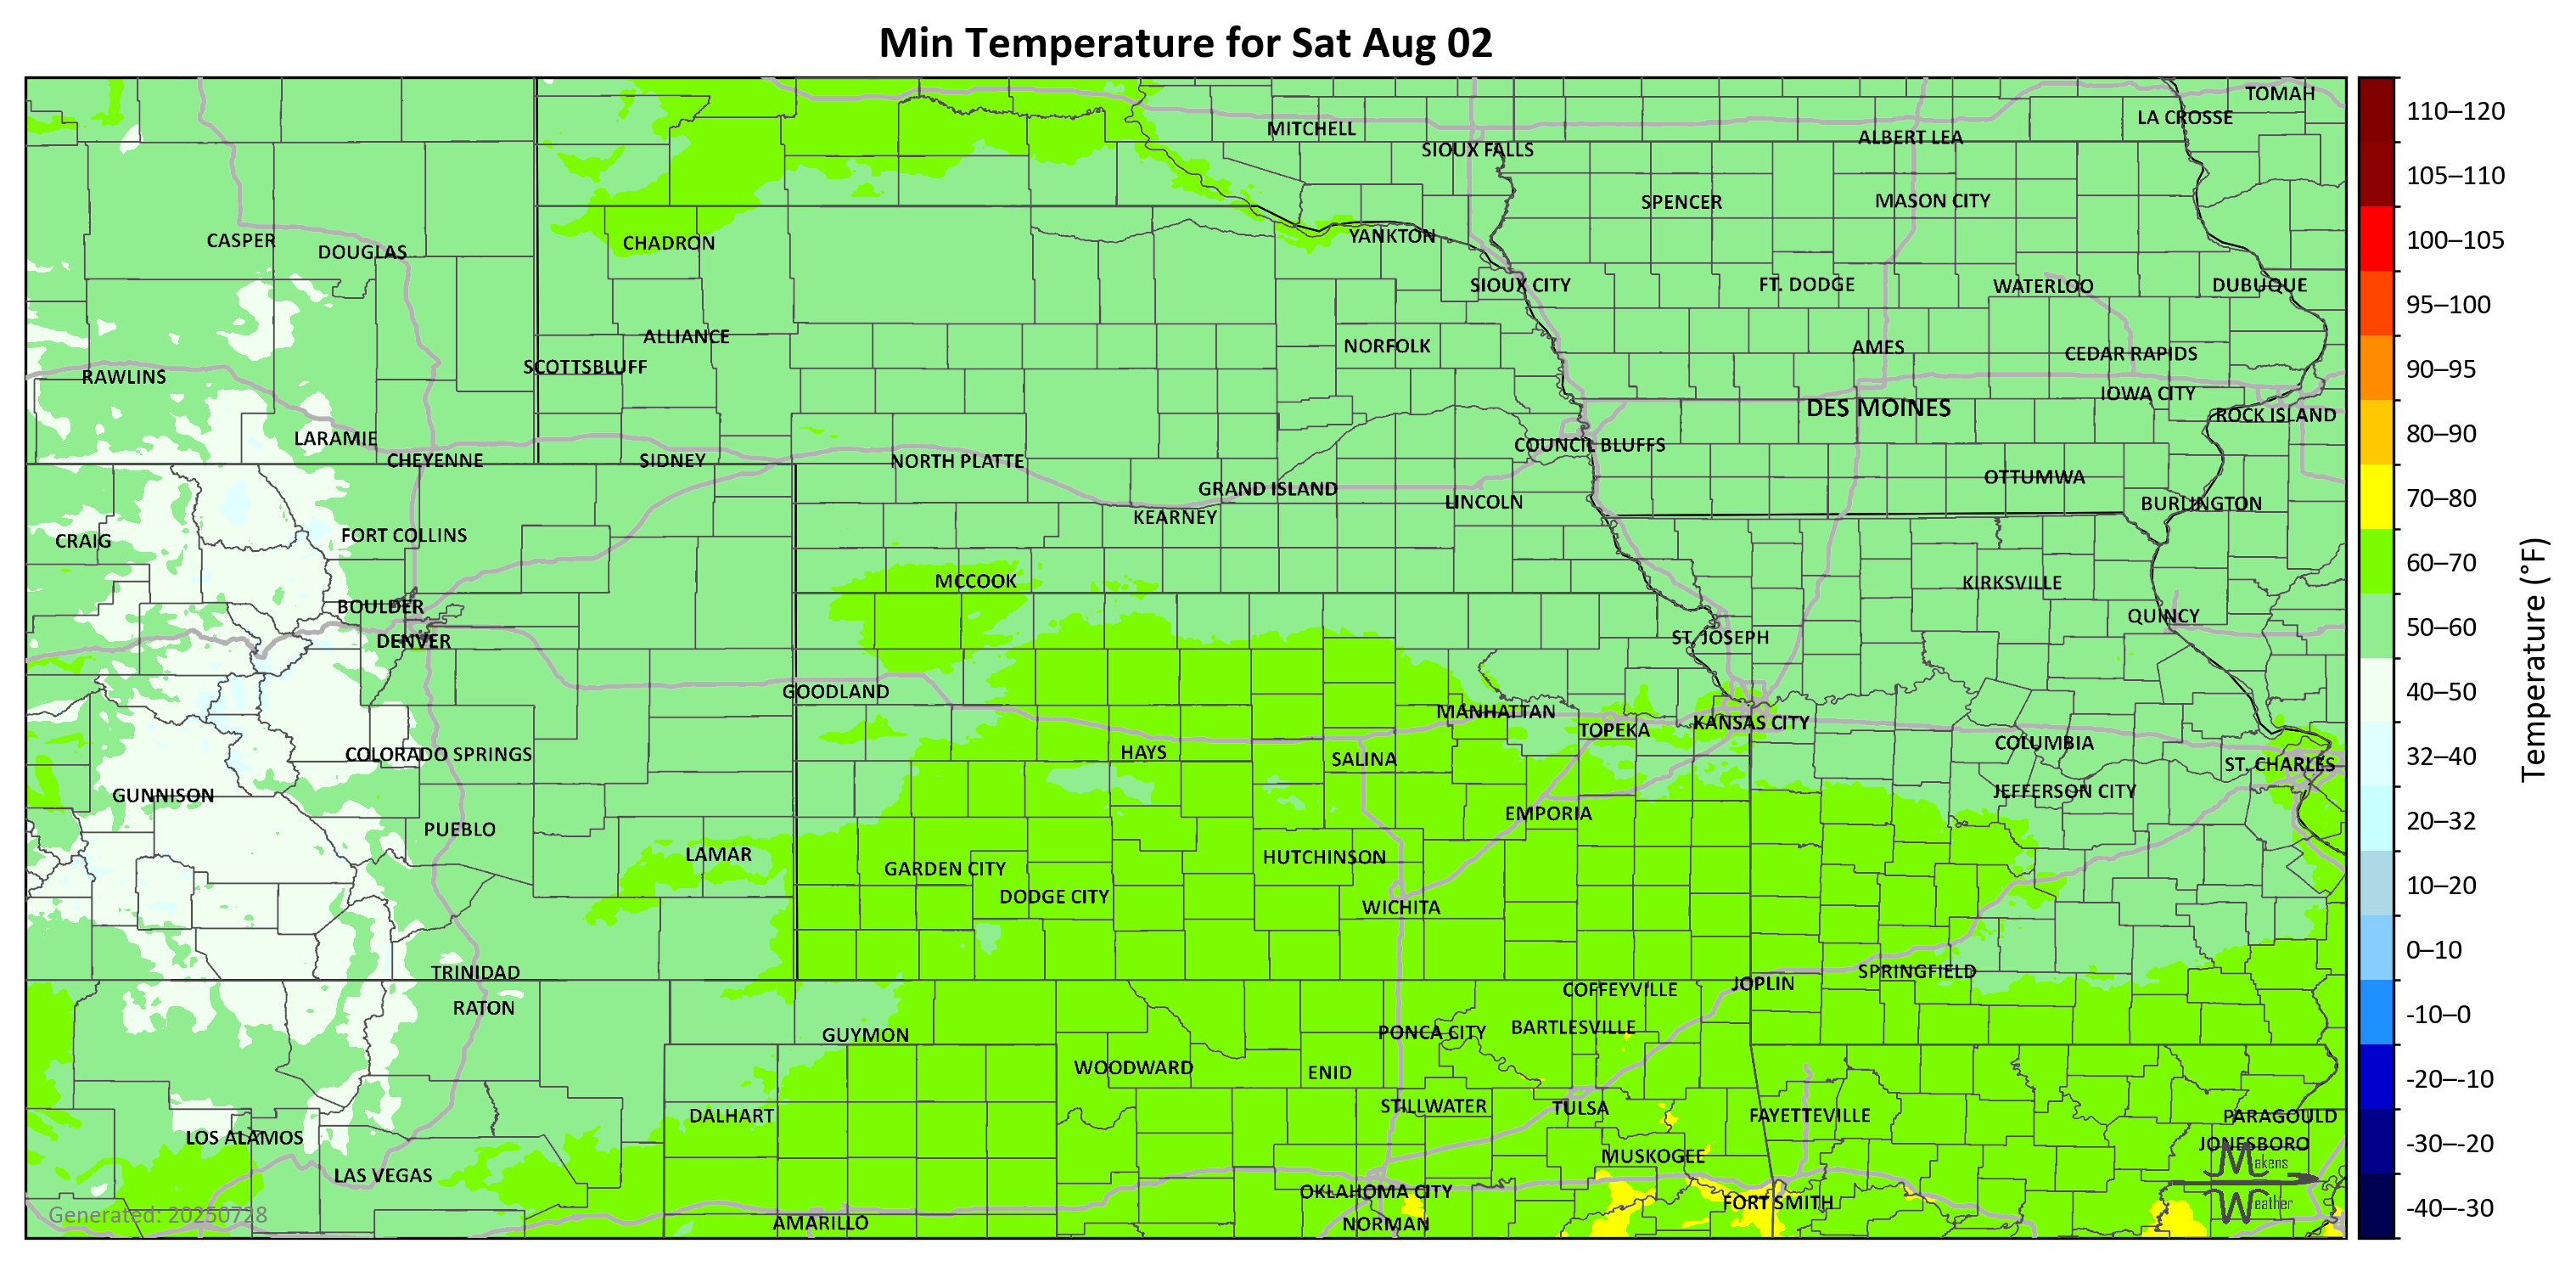 Min Temperature for Sat Aug 02
TOMAH
LA CROSSE
MITCHELL
ALBERT LEA
SIOUX FALLS
SPENCER
MASON CITY
CASPER
DOUGLAS
CHADRON
YANKTON
SIOUX CITY
FT. DODGE
WATERLOO
DUBUQUE
ALLIANCE
NORFOLK
AMES
CEDAR RAPIDS
SCOTTSBLUFF
RAWLINS
IOWA CITY
DES MOINES
ROCK ISLAND
LARAMIE
COUNCIL BLUFFS
CHEYENNE
SIDNEY
NORTH PLATTE
OTTUMWA
GRAND ISLAND
LINCOLN
BURLINGTON
KEARNEY
FORT COLLINS
CRAIG
MCCOOK
KIRKSVILLE
BOULDER
QUINCY
DENVER
ST. JOSEPH
GOODLAND
MANHATTAN
TOPEKA
KANSAS CITY
COLUMBIA
COLORADO SPRINGS
HAYS
SALINA
ST. CHARLES
GUNNISON
JEFFERSON CITY
EMPORIA
PUEBLO
LAMAR
HUTCHINSON
GARDEN CITY
DODGE CITY
WICHITA
TRINIDAD
SPRINGFIELD
JOPLIN
COFFEYVILLE
RATON
GUYMON
PONCA CITY
BARTLESVILLE
WOODWARD
ENID
STILLWATER
TULSA
DALHART
FAYETTEVILLE
PARAGOULD
LOS ALAMOS
JONESBORO
MUSKOGEE
LAS VEGAS
OKLAHOMA CITY
FORT SMITH
AMARILLO
NORMAN
Makens
Weather
Generated: 20250728
110–120
105–110
100–105
95–100
90–95
80–90
70–80
60–70
50–60
40–50
32–40
20–32
10–20
0–10
-10–0
-20–-10
-30–-20
-40–-30
Temperature (°F)